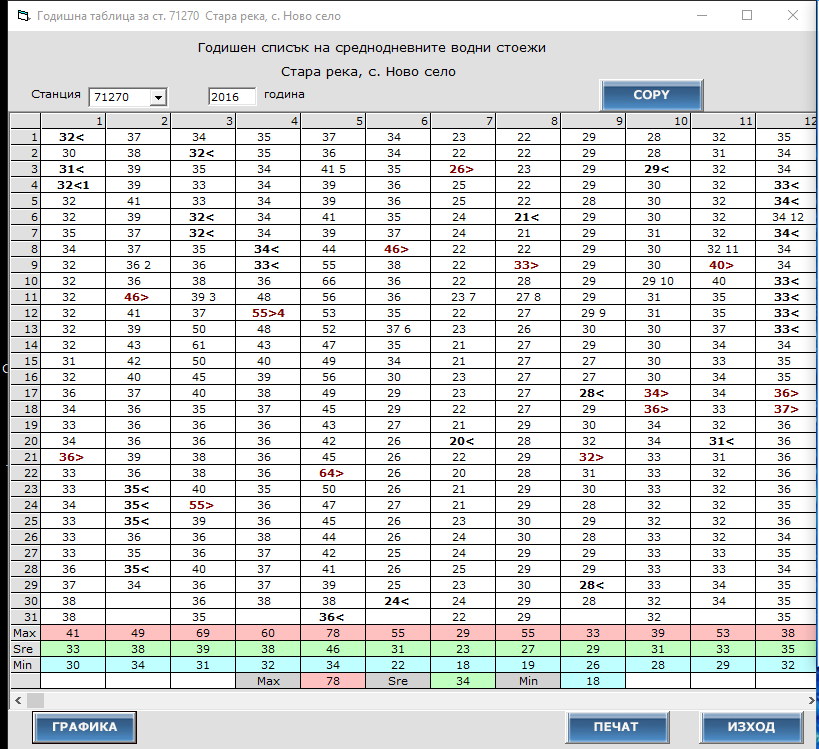 Годишна таблица за ст. 71270 Стара река, с. Ново село
Годишен списък на среднодневните водни стоежи
Стара река, с. Ново село
Станция 71270 2016 година COPY
1 2 3 4 5 6 7 8 9 10 11 12
1 32< 37 34 35 37 34 23 22 29 28 32 35
2 30 38 32< 35 36 34 22 22 29 28 31 34
3 31< 39 35 34 41 5 35 26> 23 29 29< 32 34
4 32<1 39 33 34 39 36 25 22 29 30 32 33<
5 32 41 33 34 39 36 25 22 28 30 32 34<
6 32 39 32< 34 41 35 24 21< 29 30 32 34 12
7 35 37 32< 34 39 37 24 21 29 31 32 34<
8 34 37 35 34< 44 46> 22 22 29 30 32 11 34
9 32 36 2 36 33< 55 38 22 33> 29 30 40> 34
10 32 36 38 36 66 36 22 28 29 29 10 40 33<
11 32 46> 39 3 48 56 36 23 7 27 8 29 31 35 33<
12 32 41 37 55>4 53 35 22 27 29 9 31 35 33<
13 32 39 50 48 52 37 6 23 26 30 30 37 33<
14 32 43 61 43 47 35 21 27 29 30 34 34
15 31 42 50 40 49 34 21 27 27 30 33 35
16 32 40 45 39 56 30 23 27 27 30 34 35
17 36 37 40 38 49 29 23 27 28< 34> 34 36>
18 34 36 35 37 45 29 22 27 29 36> 33 37>
19 33 36 36 36 43 27 21 29 30 34 32 36
20 34 36 36 36 42 26 20< 28 32 34 31< 36
21 36> 39 38 36 45 26 22 29 32> 33 31 36
22 33 36 38 36 64> 26 20 28 31 33 32 36
23 33 35< 40 35 50 26 21 29 30 33 32 36
24 34 35< 55> 36 47 27 21 29 28 32 32 36
25 33 35< 39 36 45 26 23 30 29 32 32 36
26 33 36 36 38 44 26 24 30 28 33 32 34
27 33 35 36 37 42 25 24 29 29 33 33 35
28 36 35< 40 37 41 26 25 29 29 33 33 34
29 37 34 36 37 39 25 23 30 28< 33 34 35
30 38 36 38 38 24< 24 29 28 32 34 35
31 38 35 36< 22 29 32 35
Max 41 49 69 60 78 55 29 55 33 39 53 38
Sre 33 38 39 38 46 31 23 27 29 31 33 35
Min 30 34 31 32 34 22 18 19 26 28 29 32
Max 78 Sre 34 Min 18
ГРАФИКА ПЕЧАТ ИЗХОД